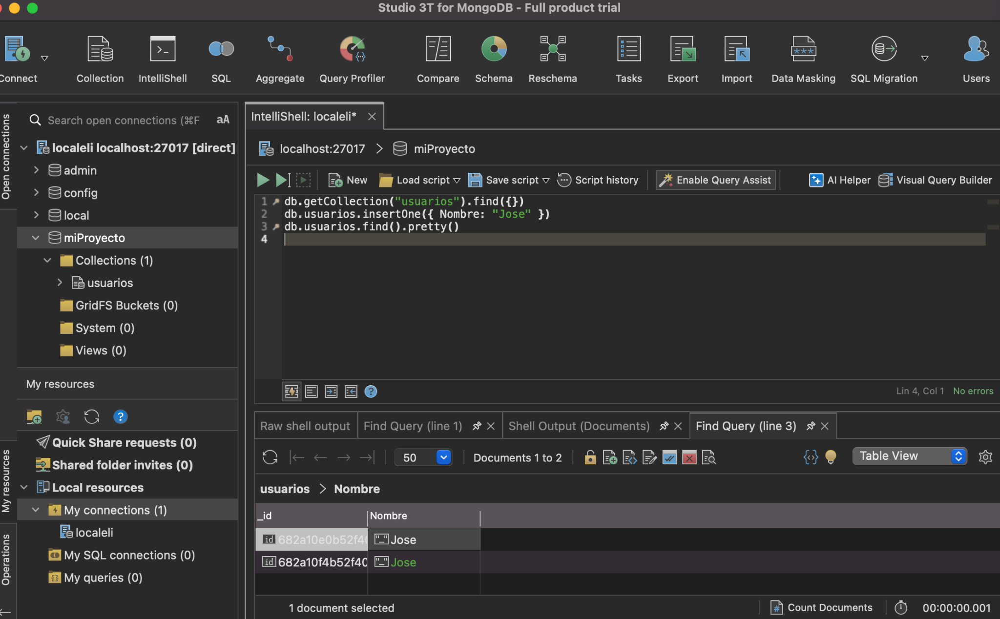 Studio 3T for MongoDB - Full product trial
Connect
Collection
IntelliShell
SQL
Aggregate
Query Profiler
Compare
Schema
Reschema
Tasks
Export
Import
Data Masking
SQL Migration
Users
Open connections
Search open connections (⌘F
aA
localeli localhost:27017 [direct]
admin
config
local
miProyecto
Collections (1)
usuarios
GridFS Buckets (0)
System (0)
Views (0)
My resources
My resources
Quick Share requests (0)
Shared folder invites (0)
Local resources
My connections (1)
localeli
My SQL connections (0)
My queries (0)
Operations
IntelliShell: localeli*
localhost:27017 > miProyecto
New
Load script
Save script
Script history
Enable Query Assist
AI Helper
Visual Query Builder
1 db.getCollection("usuarios").find({})
2 db.usuarios.insertOne({ Nombre: "Jose" })
3 db.usuarios.find().pretty()
4
Lin 4, Col 1 No errors
Raw shell output
Find Query (line 1)
Shell Output (Documents)
Find Query (line 3)
50
Documents 1 to 2
Table View
usuarios > Nombre
_id Nombre
id 682a10e0b52f40 "_" Jose
id 682a10f4b52f40 "_" Jose
1 document selected
Count Documents
00:00:00.001